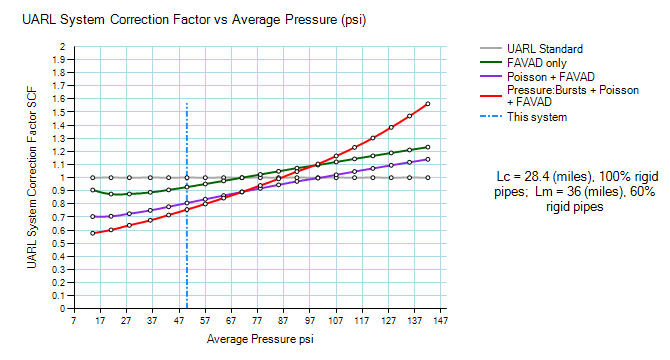 UARL System Correction Factor vs Average Pressure (psi)
UARL System Correction Factor SCF
2
1.9
1.8
1.7
1.6
1.5
1.4
1.3
1.2
1.1
1
0.9
0.8
0.7
0.6
0.5
0.4
0.3
0.2
0.1
0
7 17 27 37 47 57 67 77 87 97 107 117 127 137 147
Average Pressure psi
UARL Standard
FAVAD only
Poisson + FAVAD
Pressure:Bursts + Poisson
+ FAVAD
This system
Lc = 28.4 (miles), 100% rigid
pipes; Lm = 36 (miles), 60%
rigid pipes